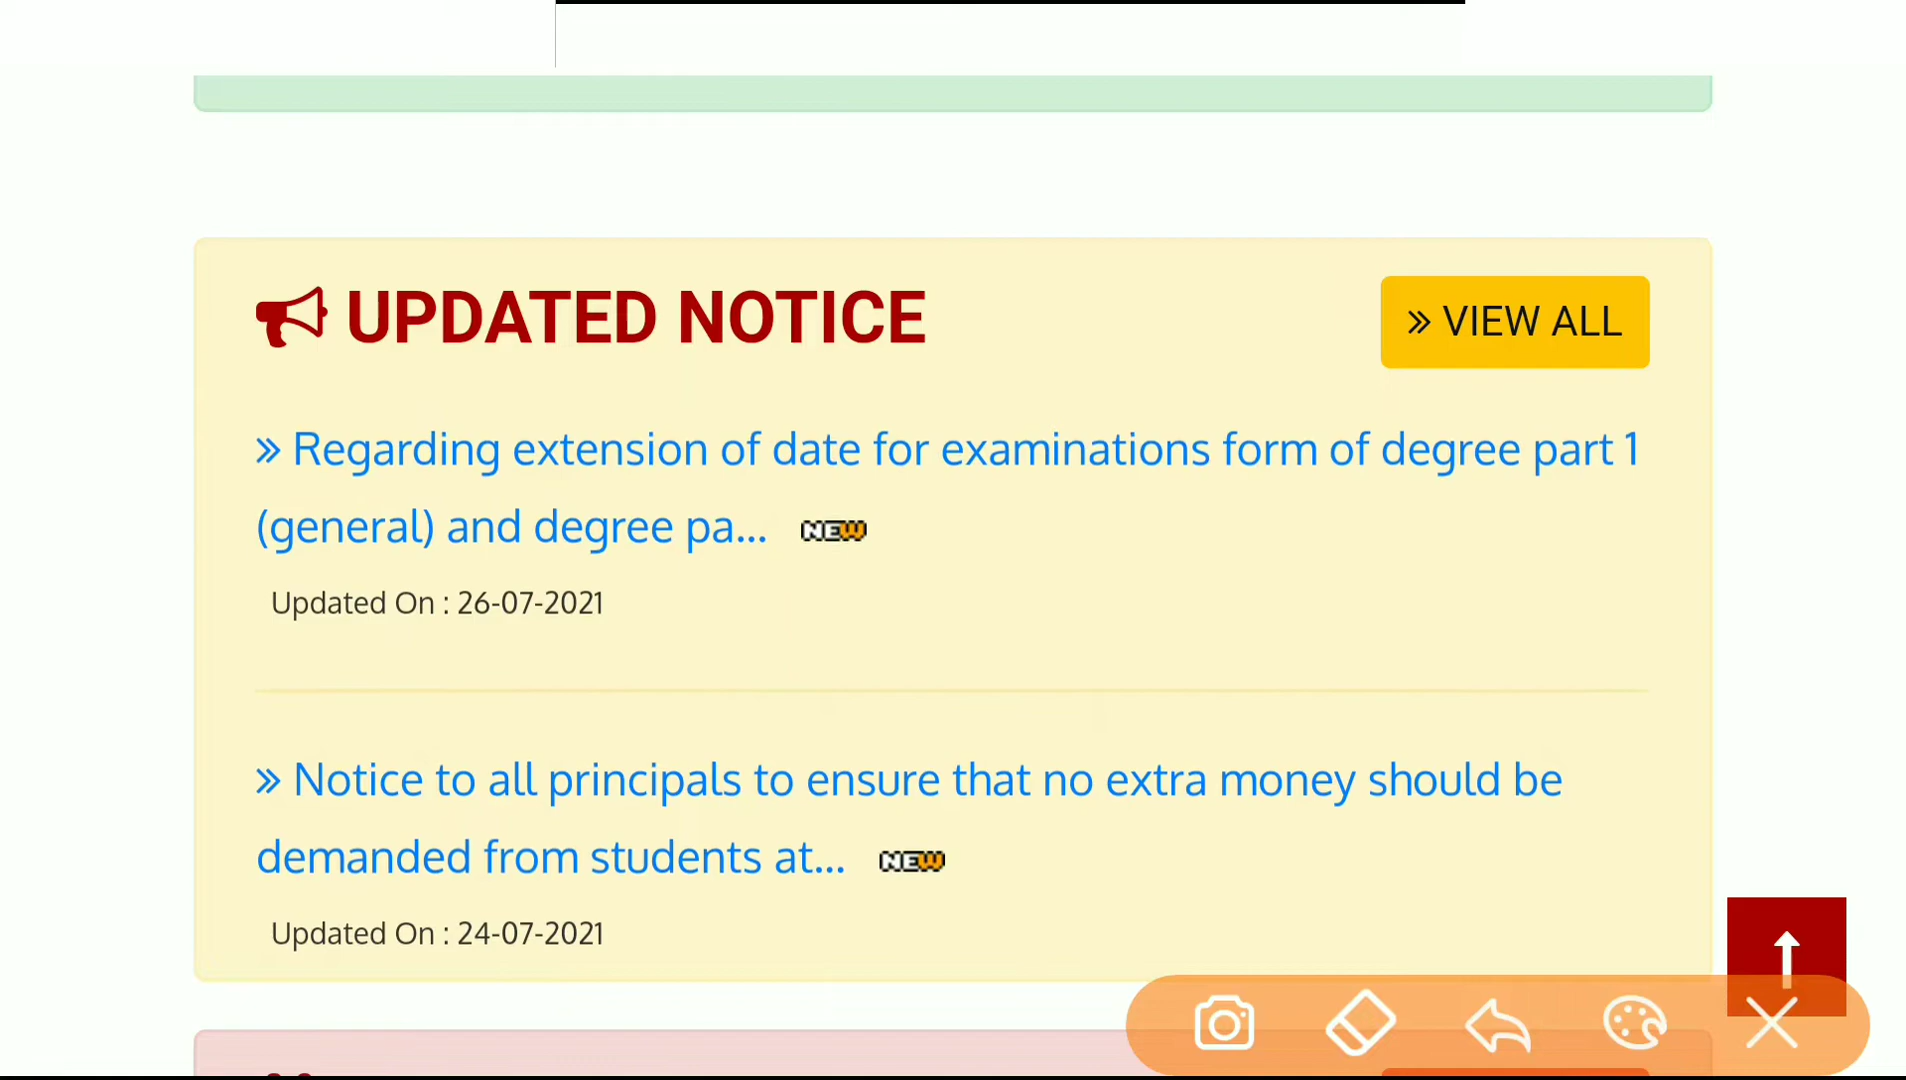 UPDATED NOTICE
» VIEW ALL
» Regarding extension of date for examinations form of degree part 1
(general) and degree pa... NEW
Updated On : 26-07-2021
» Notice to all principals to ensure that no extra money should be
demanded from students at... NEW
Updated On : 24-07-2021